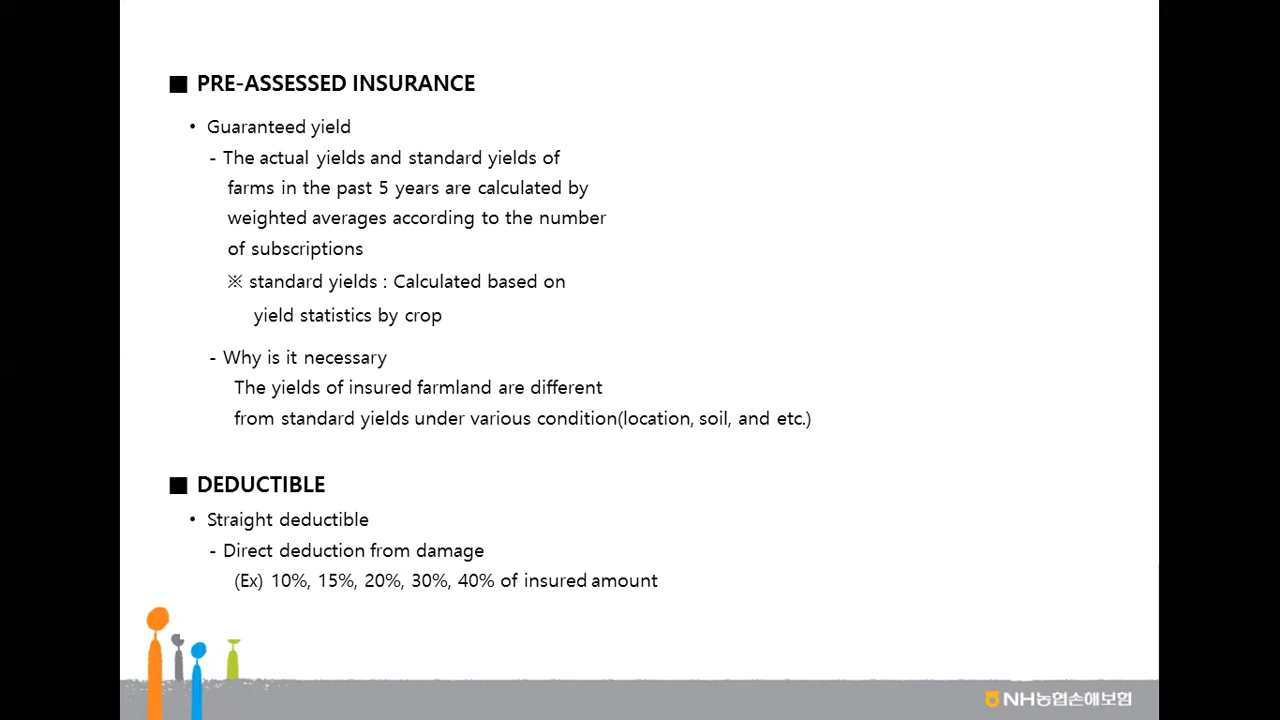 ■ PRE-ASSESSED INSURANCE
• Guaranteed yield
- The actual yields and standard yields of
farms in the past 5 years are calculated by
weighted averages according to the number
of subscriptions
※ standard yields : Calculated based on
yield statistics by crop
- Why is it necessary
The yields of insured farmland are different
from standard yields under various condition(location, soil, and etc.)
■ DEDUCTIBLE
• Straight deductible
- Direct deduction from damage
(Ex) 10%, 15%, 20%, 30%, 40% of insured amount
NH농협손해보험